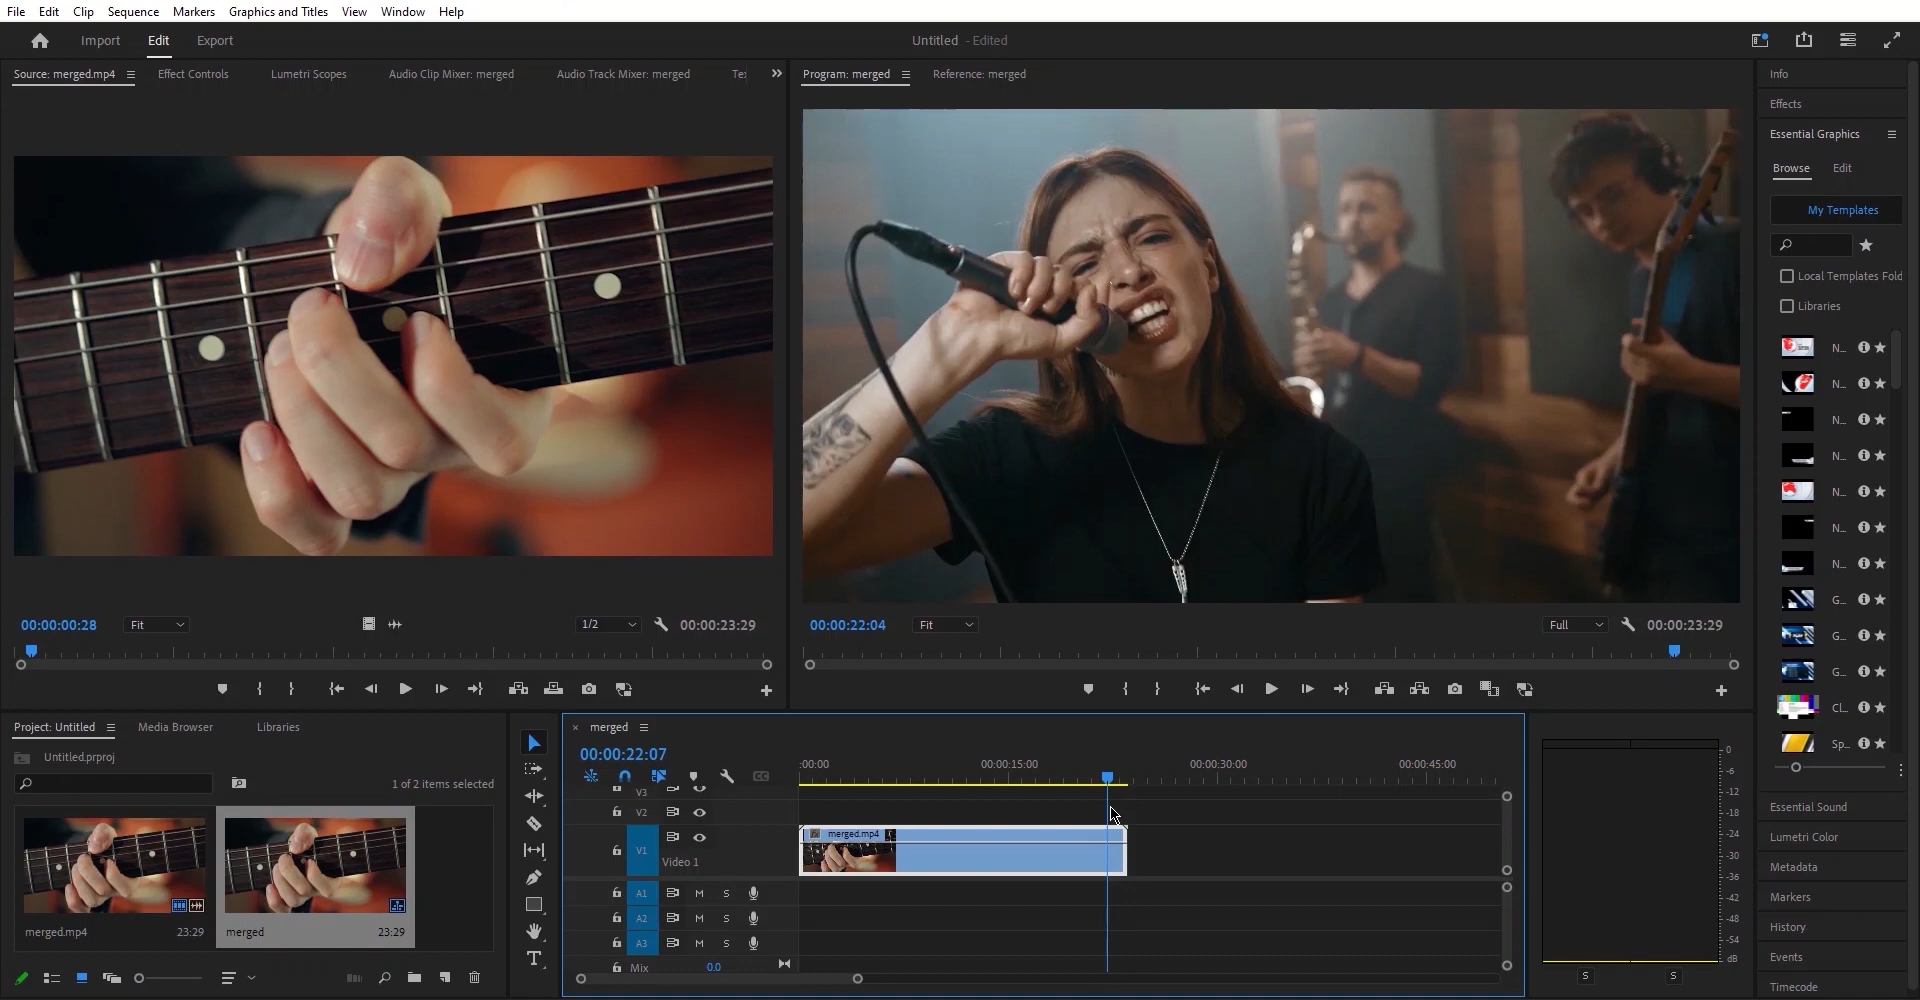 File Edit Clip Sequence Markers Graphics and Titles View Window Help
Import Edit Export
Untitled - Edited
Source: merged.mp4 Effect Controls Lumetri Scopes Audio Clip Mixer: merged Audio Track Mixer: merged
Program: merged Reference: merged
Info
Effects
Essential Graphics
Browse Edit
My Templates
Local Templates Fold
Libraries
N...
N...
N...
N...
N...
N...
N...
G...
G...
G...
Cl...
Sp...
00:00:00:28 Fit 1/2 00:00:23:29
00:00:22:04 Fit Full 00:00:23:29
Project: Untitled Media Browser Libraries
Untitled.prproj
1 of 2 items selected
merged.mp4 23:29
merged 23:29
merged
00:00:22:07
:00:00 00:00:15:00 00:00:30:00 00:00:45:00
V3
V2
V1 Video 1
merged.mp4
A1 M S
A2 M S
A3 M S
Mix 0.0
0
-6
-12
-18
-24
-30
-36
-42
-48
-54
dB
S S
Essential Sound
Lumetri Color
Metadata
Markers
History
Events
Timecode